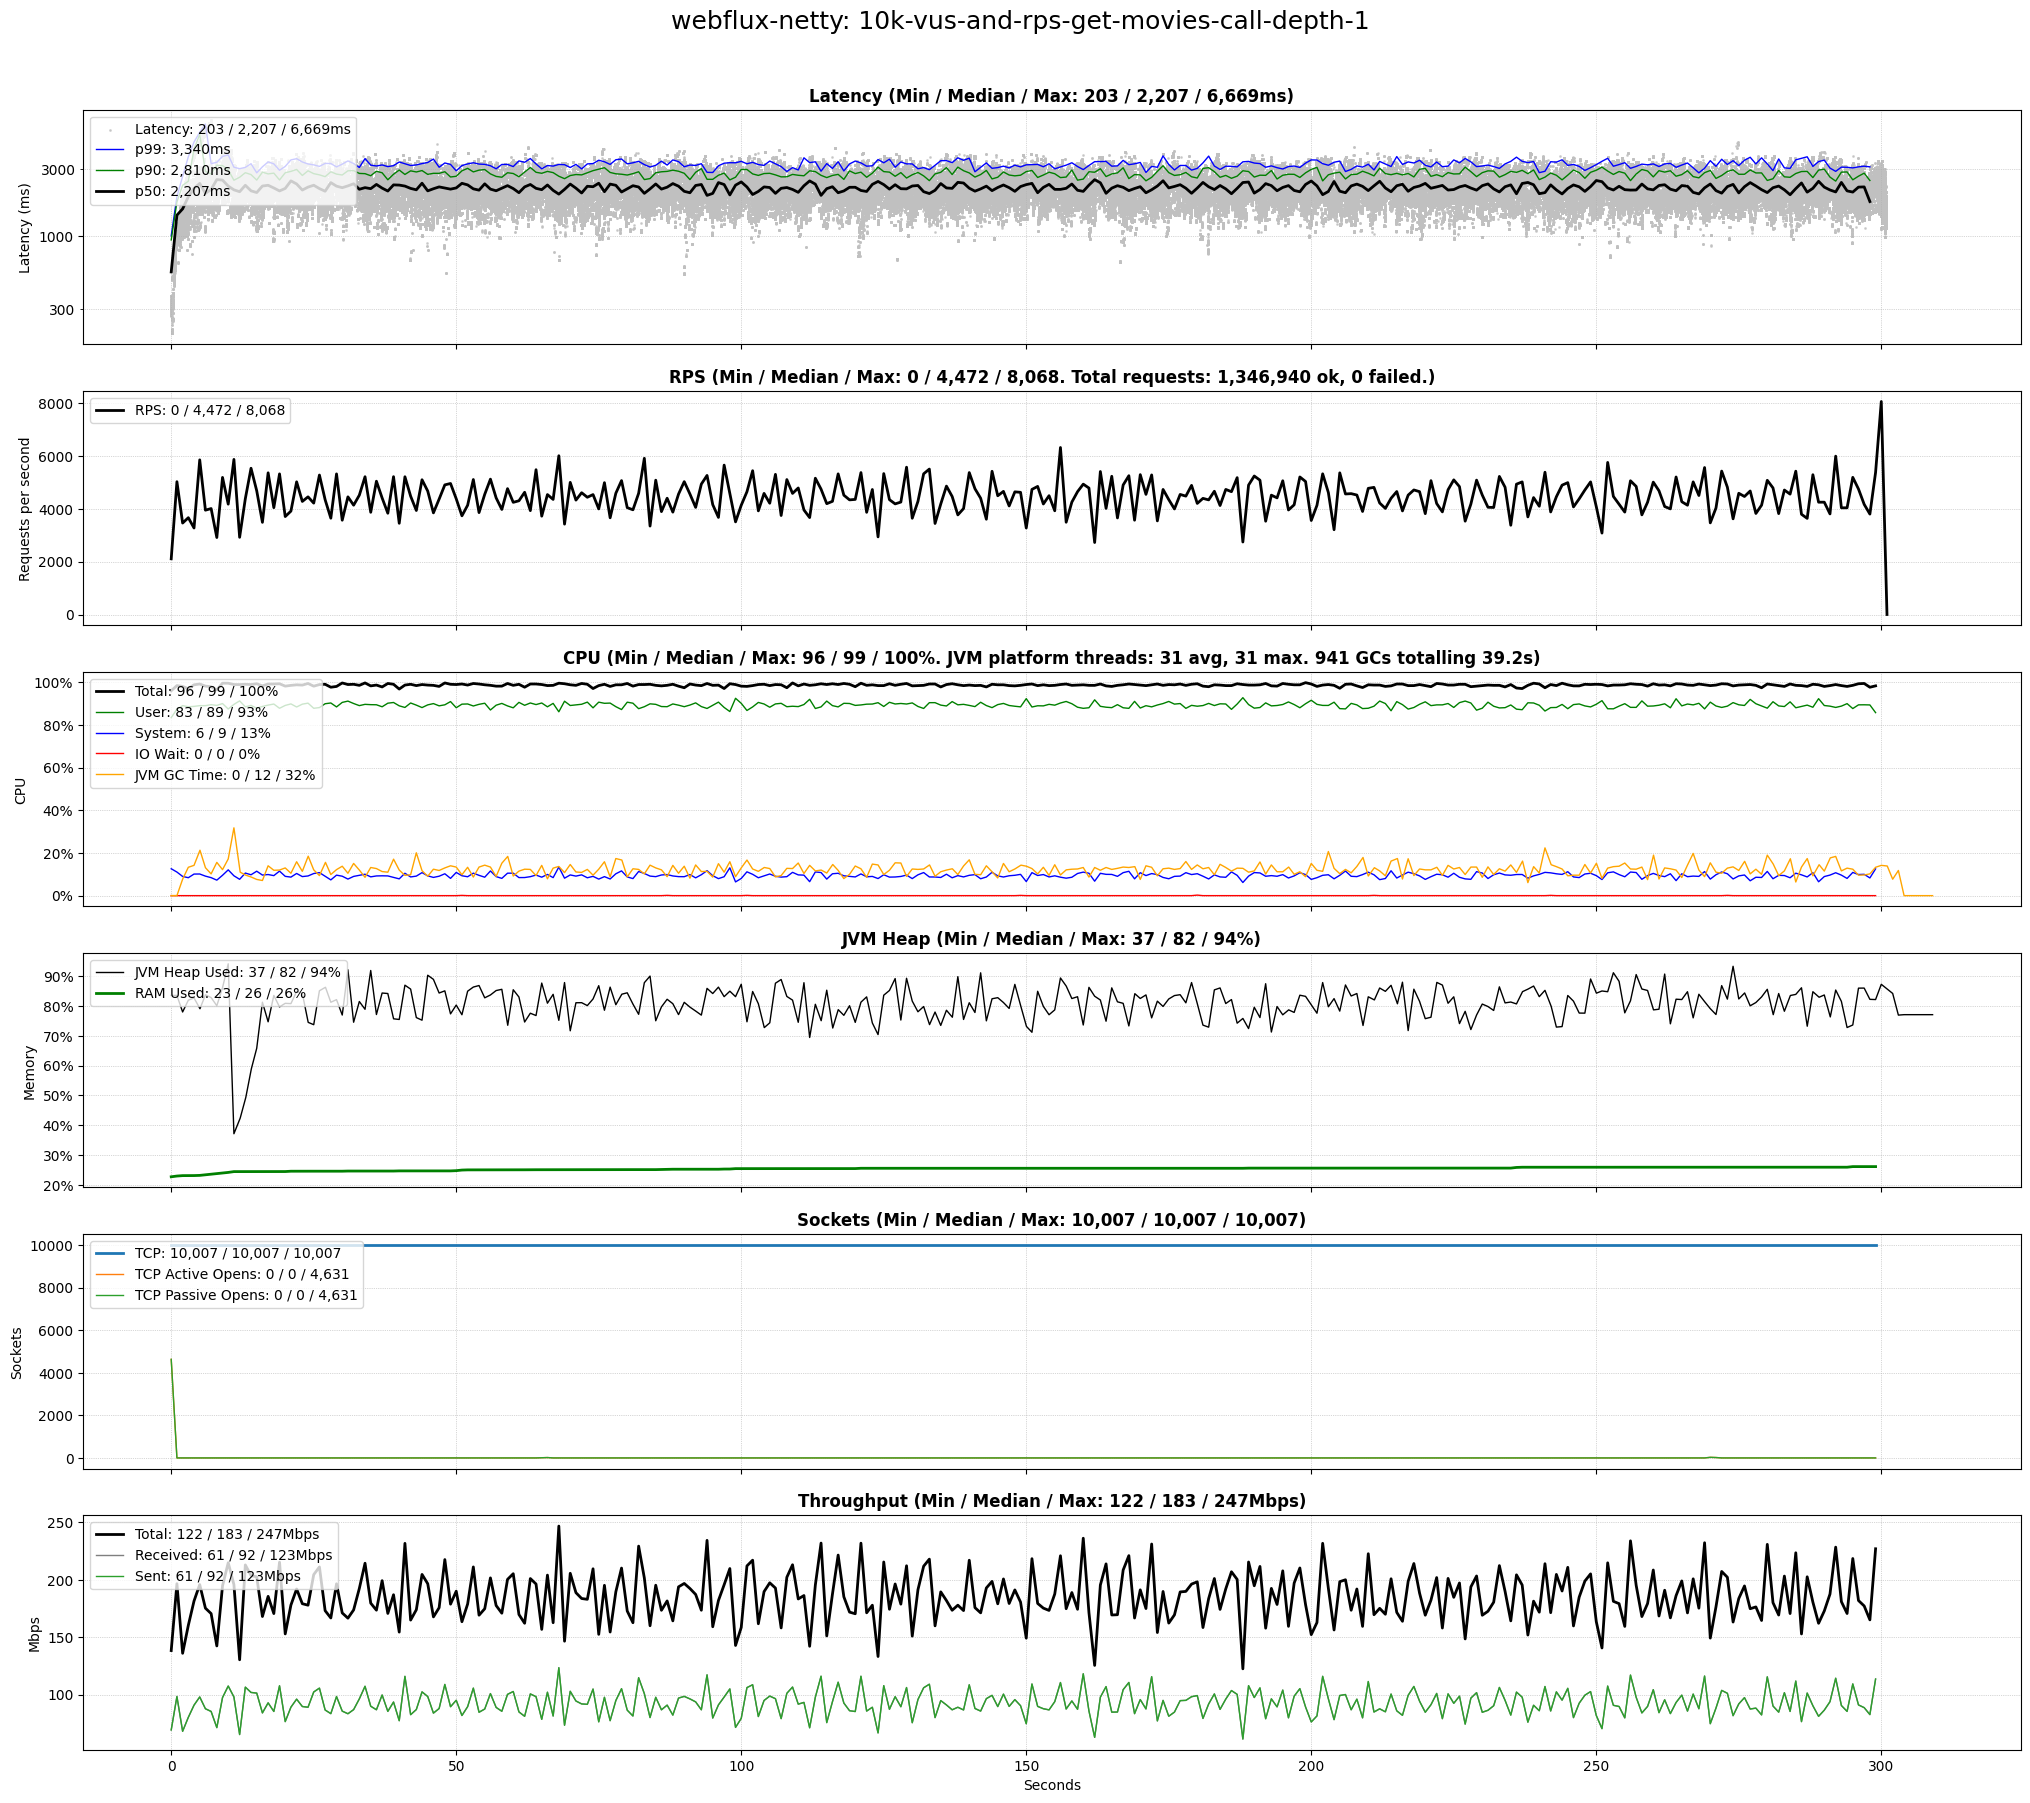 webflux-netty: 10k-vus-and-rps-get-movies-call-depth-1
Latency (Min / Median / Max: 203 / 2,207 / 6,669ms)
Latency: 203 / 2,207 / 6,669ms
p99: 3,340ms
p90: 2,810ms
p50: 2,207ms
3000
1000
300
Latency (ms)
RPS (Min / Median / Max: 0 / 4,472 / 8,068. Total requests: 1,346,940 ok, 0 failed.)
RPS: 0 / 4,472 / 8,068
8000
6000
4000
2000
0
Requests per second
CPU (Min / Median / Max: 96 / 99 / 100%. JVM platform threads: 31 avg, 31 max. 941 GCs totalling 39.2s)
Total: 96 / 99 / 100%
User: 83 / 89 / 93%
System: 6 / 9 / 13%
IO Wait: 0 / 0 / 0%
JVM GC Time: 0 / 12 / 32%
100%
80%
60%
40%
20%
0%
CPU
JVM Heap (Min / Median / Max: 37 / 82 / 94%)
JVM Heap Used: 37 / 82 / 94%
RAM Used: 23 / 26 / 26%
90%
80%
70%
60%
50%
40%
30%
20%
Memory
Sockets (Min / Median / Max: 10,007 / 10,007 / 10,007)
TCP: 10,007 / 10,007 / 10,007
TCP Active Opens: 0 / 0 / 4,631
TCP Passive Opens: 0 / 0 / 4,631
10000
8000
6000
4000
2000
0
Sockets
Throughput (Min / Median / Max: 122 / 183 / 247Mbps)
Total: 122 / 183 / 247Mbps
Received: 61 / 92 / 123Mbps
Sent: 61 / 92 / 123Mbps
250
200
150
100
Mbps
0 50 100 150 200 250 300
Seconds